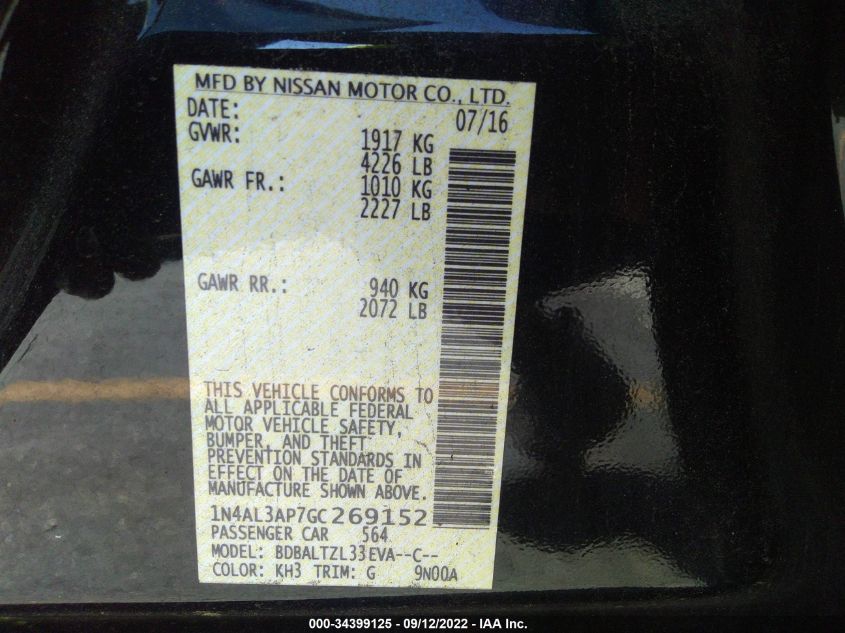 MFD BY NISSAN MOTOR CO., LTD.
DATE: 07/16
GVWR: 1917 KG
4226 LB
GAWR FR.: 1010 KG
2227 LB
GAWR RR.: 940 KG
2072 LB
THIS VEHICLE CONFORMS TO
ALL APPLICABLE FEDERAL
MOTOR VEHICLE SAFETY,
BUMPER, AND THEFT
PREVENTION STANDARDS IN
EFFECT ON THE DATE OF
MANUFACTURE SHOWN ABOVE.
1N4AL3AP7GC269152
PASSENGER CAR 564
MODEL: BDBALTZL33EVA--C--
COLOR: KH3 TRIM: G 9N00A
000-34399125 - 09/12/2022 - IAA Inc.